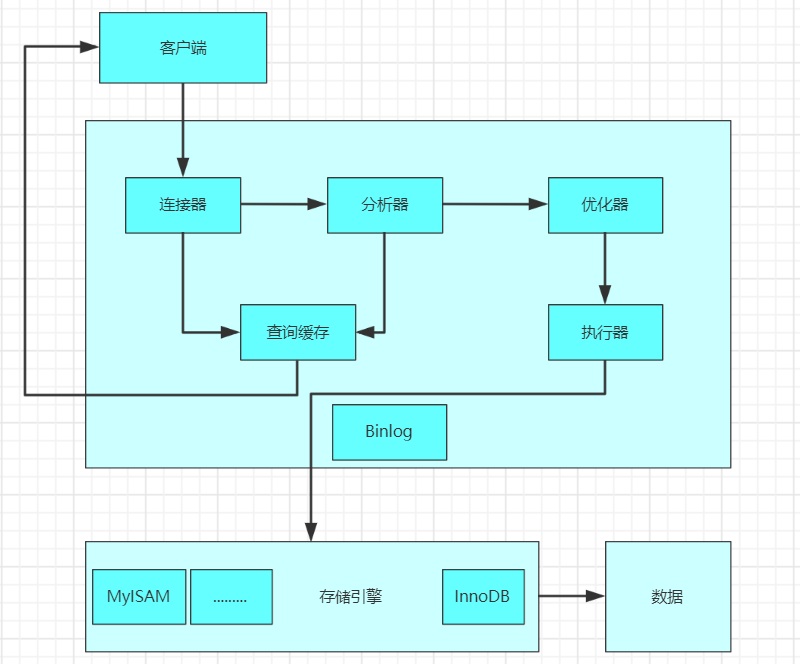 客户端
连接器
分析器
优化器
查询缓存
执行器
Binlog
MyISAM
.........
存储引擎
InnoDB
数据